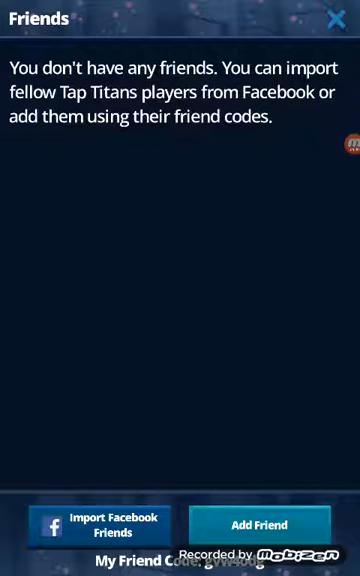 Friends
You don't have any friends. You can import
fellow Tap Titans players from Facebook or
add them using their friend codes.
Import Facebook
Friends
Add Friend
My Friend Code:
Recorded by Mobizen